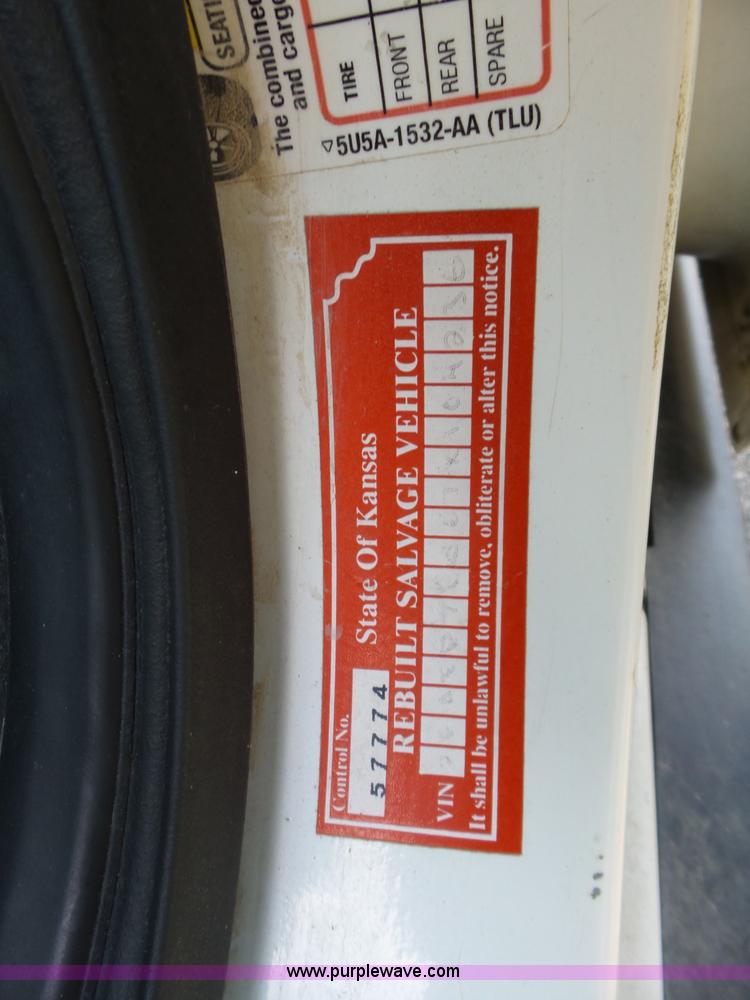 SEATI
The combined
and cargo
TIRE
FRONT
REAR
SPARE
5U5A-1532-AA (TLU)
Control No.
57774
State Of Kansas
REBUILT SALVAGE VEHICLE
VIN
It shall be unlawful to remove, obliterate or alter this notice.
www.purplewave.com